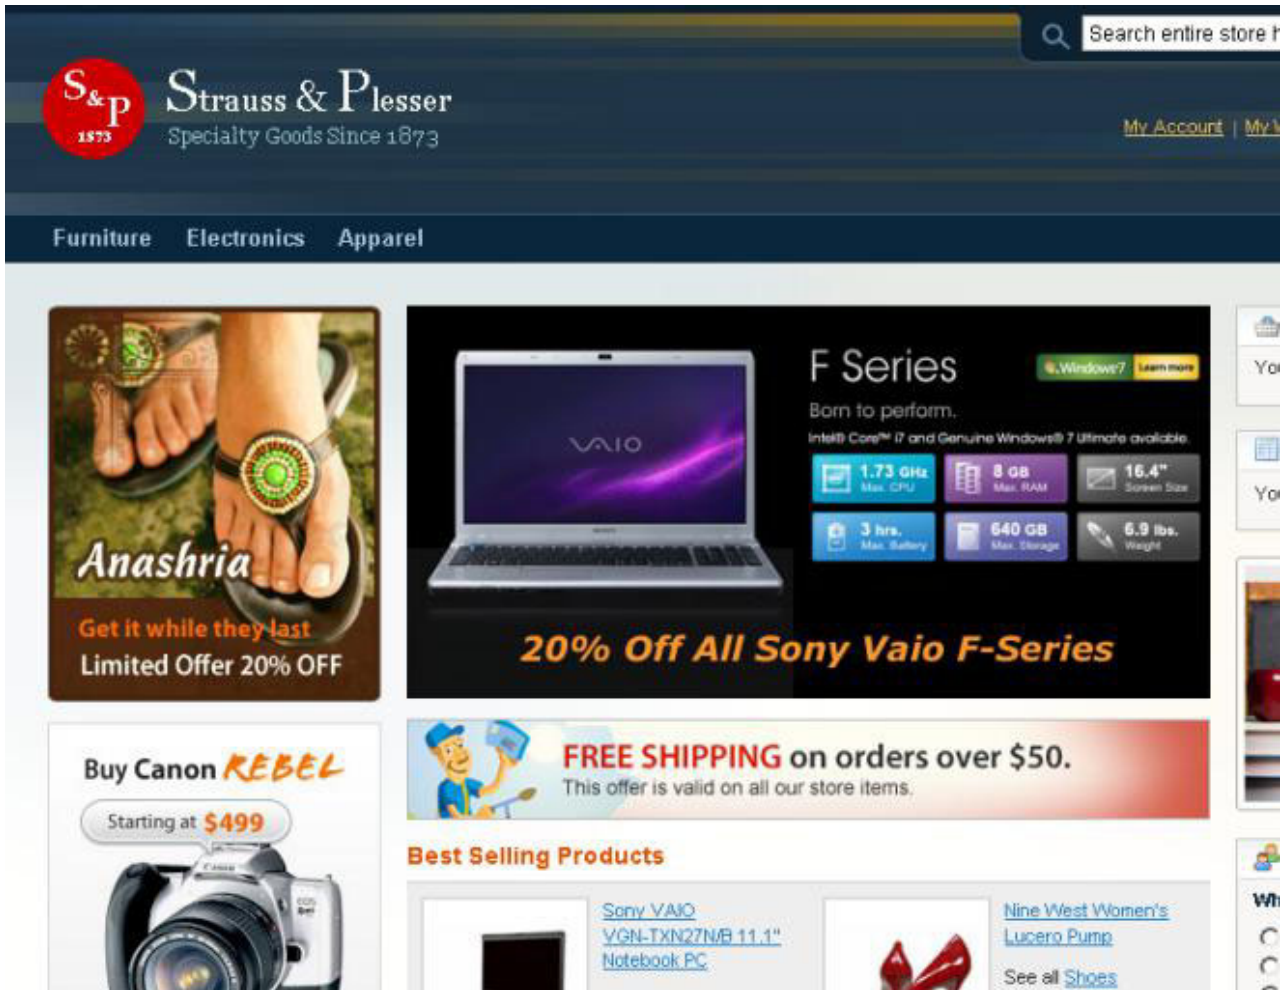 Search entire store
S&P
1873
Strauss & Plesser
Specialty Goods Since 1873
My Account | My
Furniture Electronics Apparel
Anashria
Get it while they last
Limited Offer 20% OFF
VAIO
F Series
Windows7 Learn more
Born to perform.
Intel® Core™ i7 and Genuine Windows® 7 Ultimate available.
1.73 GHz 8 GB 16.4"
Max. CPU Max. RAM Screen Size
3 hrs. 640 GB 6.9 lbs.
Max. Battery Max. Storage Weight
20% Off All Sony Vaio F-Series
FREE SHIPPING on orders over $50.
This offer is valid on all our store items.
Buy Canon REBEL
Starting at $499
Canon
EOS
Best Selling Products
Sony VAIO
VGN-TXN27N/B 11.1"
Notebook PC
Nine West Women's
Lucero Pump
See all Shoes